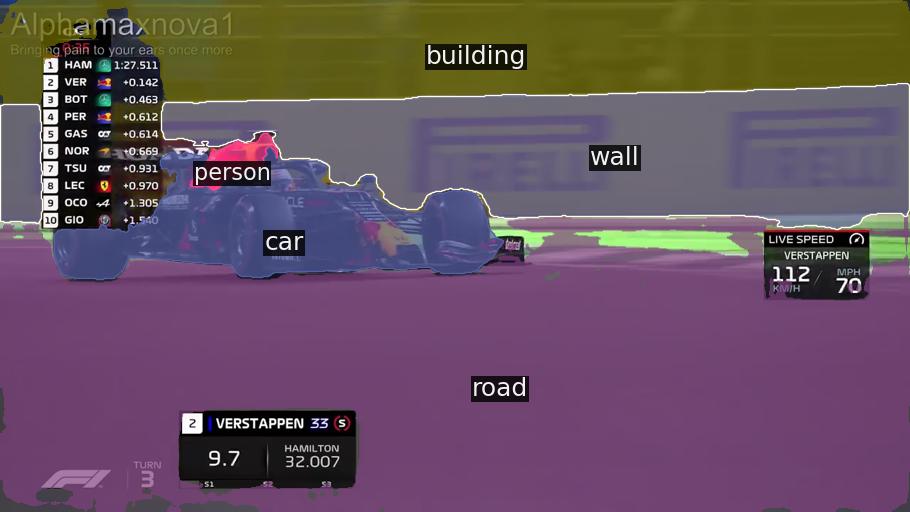 Alphamaxnova1
Bringing pain to your ears once more
0:35
1 HAM 1:27.511
2 VER +0.142
3 BOT +0.463
4 PER +0.612
5 GAS +0.614
6 NOR +0.669
7 TSU +0.931
8 LEC +0.970
9 OCO +1.305
10 GIO +1.540
building
wall
person
car
road
PIRELLI
LIVE SPEED
VERSTAPPEN
112 KM/H / 70 MPH
2 VERSTAPPEN 33 S
9.7 HAMILTON 32.007
S1 S2 S3
F1 TURN 3